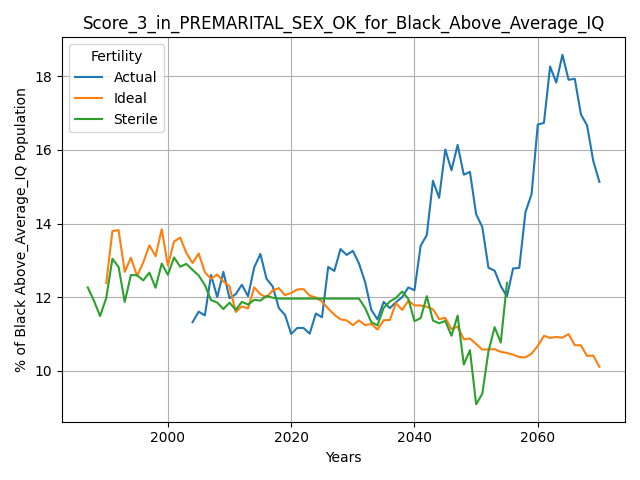 Score_3_in_PREMARITAL_SEX_OK_for_Black_Above_Average_IQ
Fertility
Actual
Ideal
Sterile
% of Black Above_Average_IQ Population
18
16
14
12
10
2000
2020
2040
2060
Years